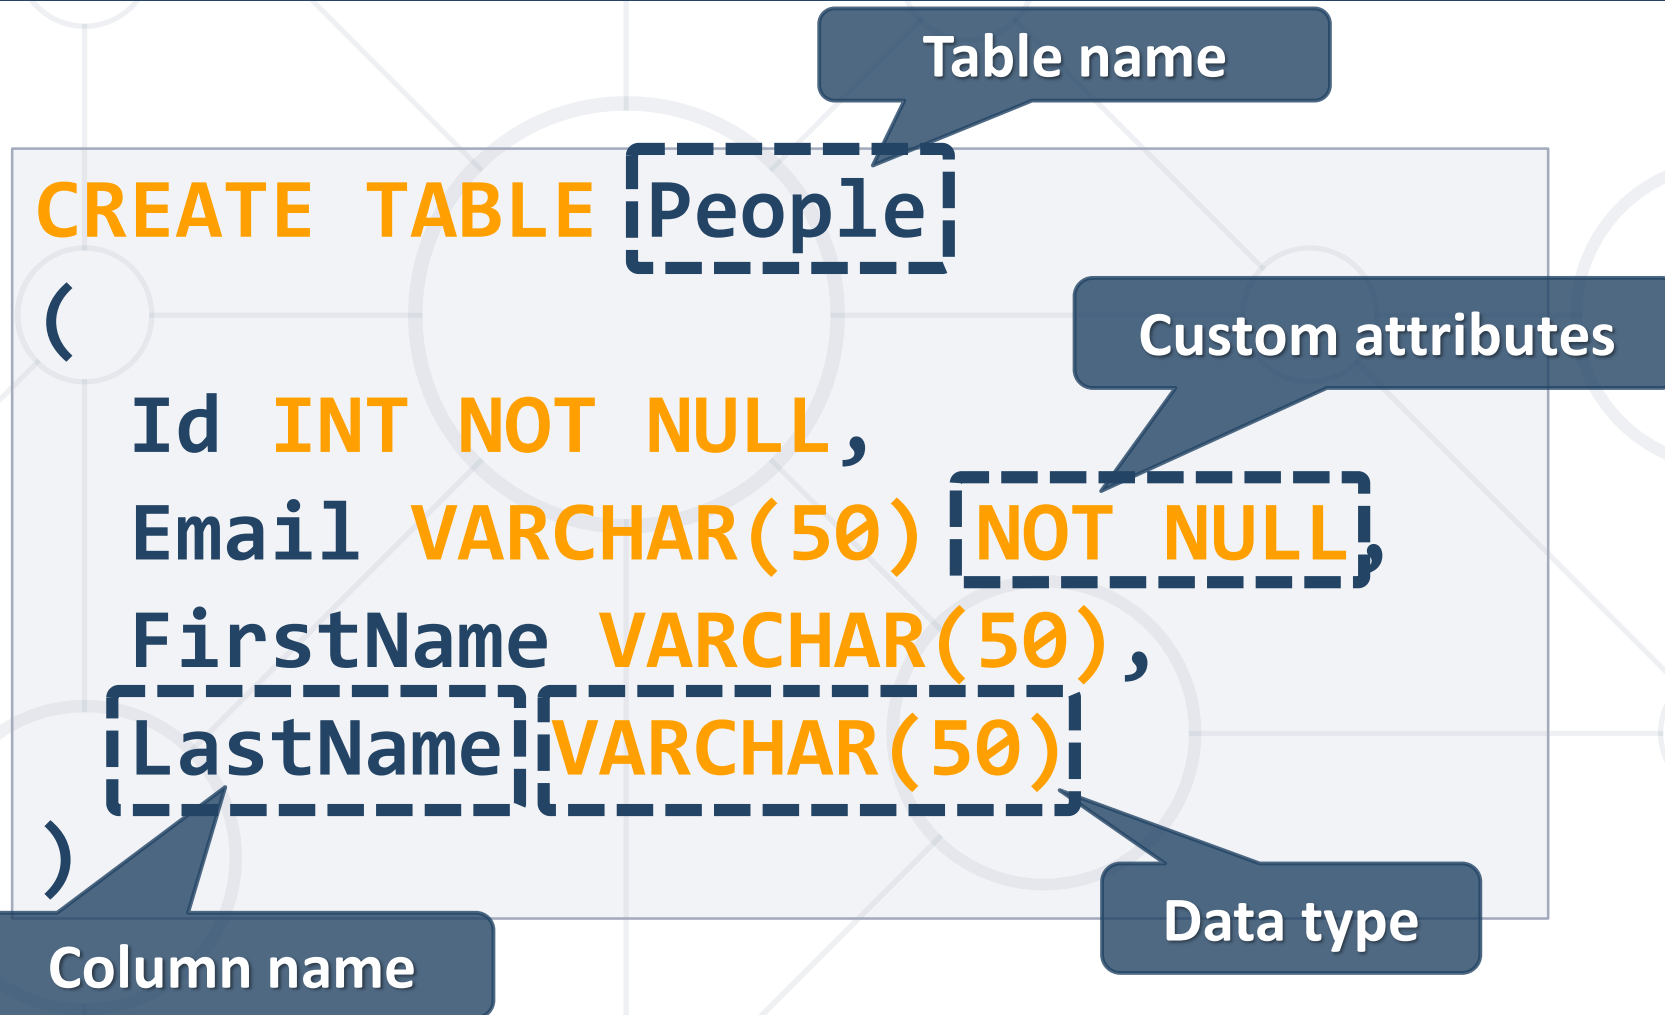 Table name
CREATE TABLE People
(
Custom attributes
Id INT NOT NULL,
Email VARCHAR(50) NOT NULL,
FirstName VARCHAR(50),
LastName VARCHAR(50)
)
Data type
Column name